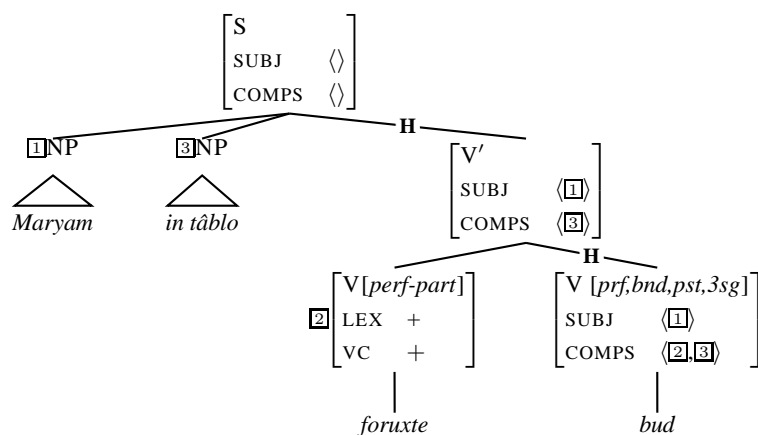 S
SUBJ ⟨⟩
COMPS ⟨⟩
H
1 NP 3 NP
V′
SUBJ ⟨1⟩
COMPS ⟨3⟩
Maryam in tâblo
H
V[perf-part] V [prf,bnd,pst,3sg]
2 LEX + SUBJ ⟨1⟩
VC + COMPS ⟨2,3⟩
foruxte bud